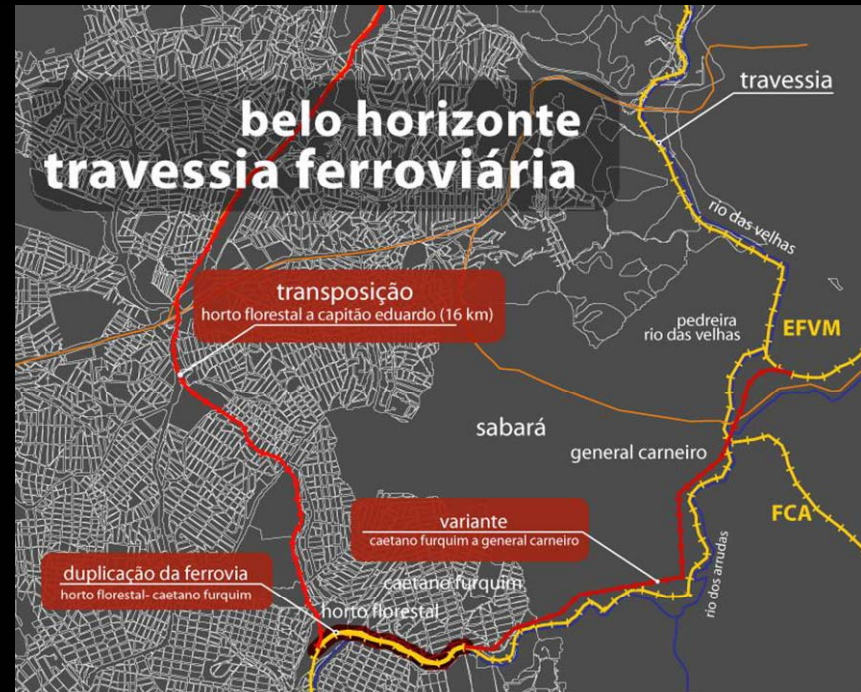 belo horizonte
travessia ferroviária
travessia
rio das velhas
transposição
horto florestal a capitão eduardo (16 km)
pedreira
rio das velhas
EFVM
sabará
general carneiro
FCA
variante
caetano furquim a general carneiro
rio dos arrudas
duplicação da ferrovia
horto florestal- caetano furquim
caetano furquim
horto florestal